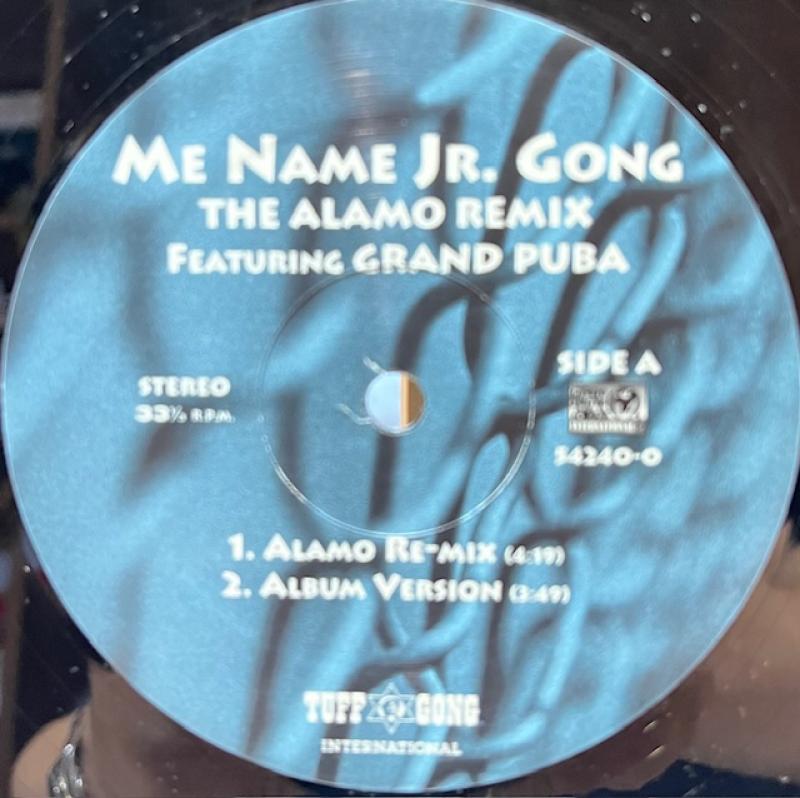 ME NAME JR. GONG
THE ALAMO REMIX
FEATURING GRAND PUBA
STEREO
33⅓ R.P.M.
SIDE A
54240-0
1. ALAMO RE-MIX (4:19)
2. ALBUM VERSION (3:49)
TUFF GONG
INTERNATIONAL